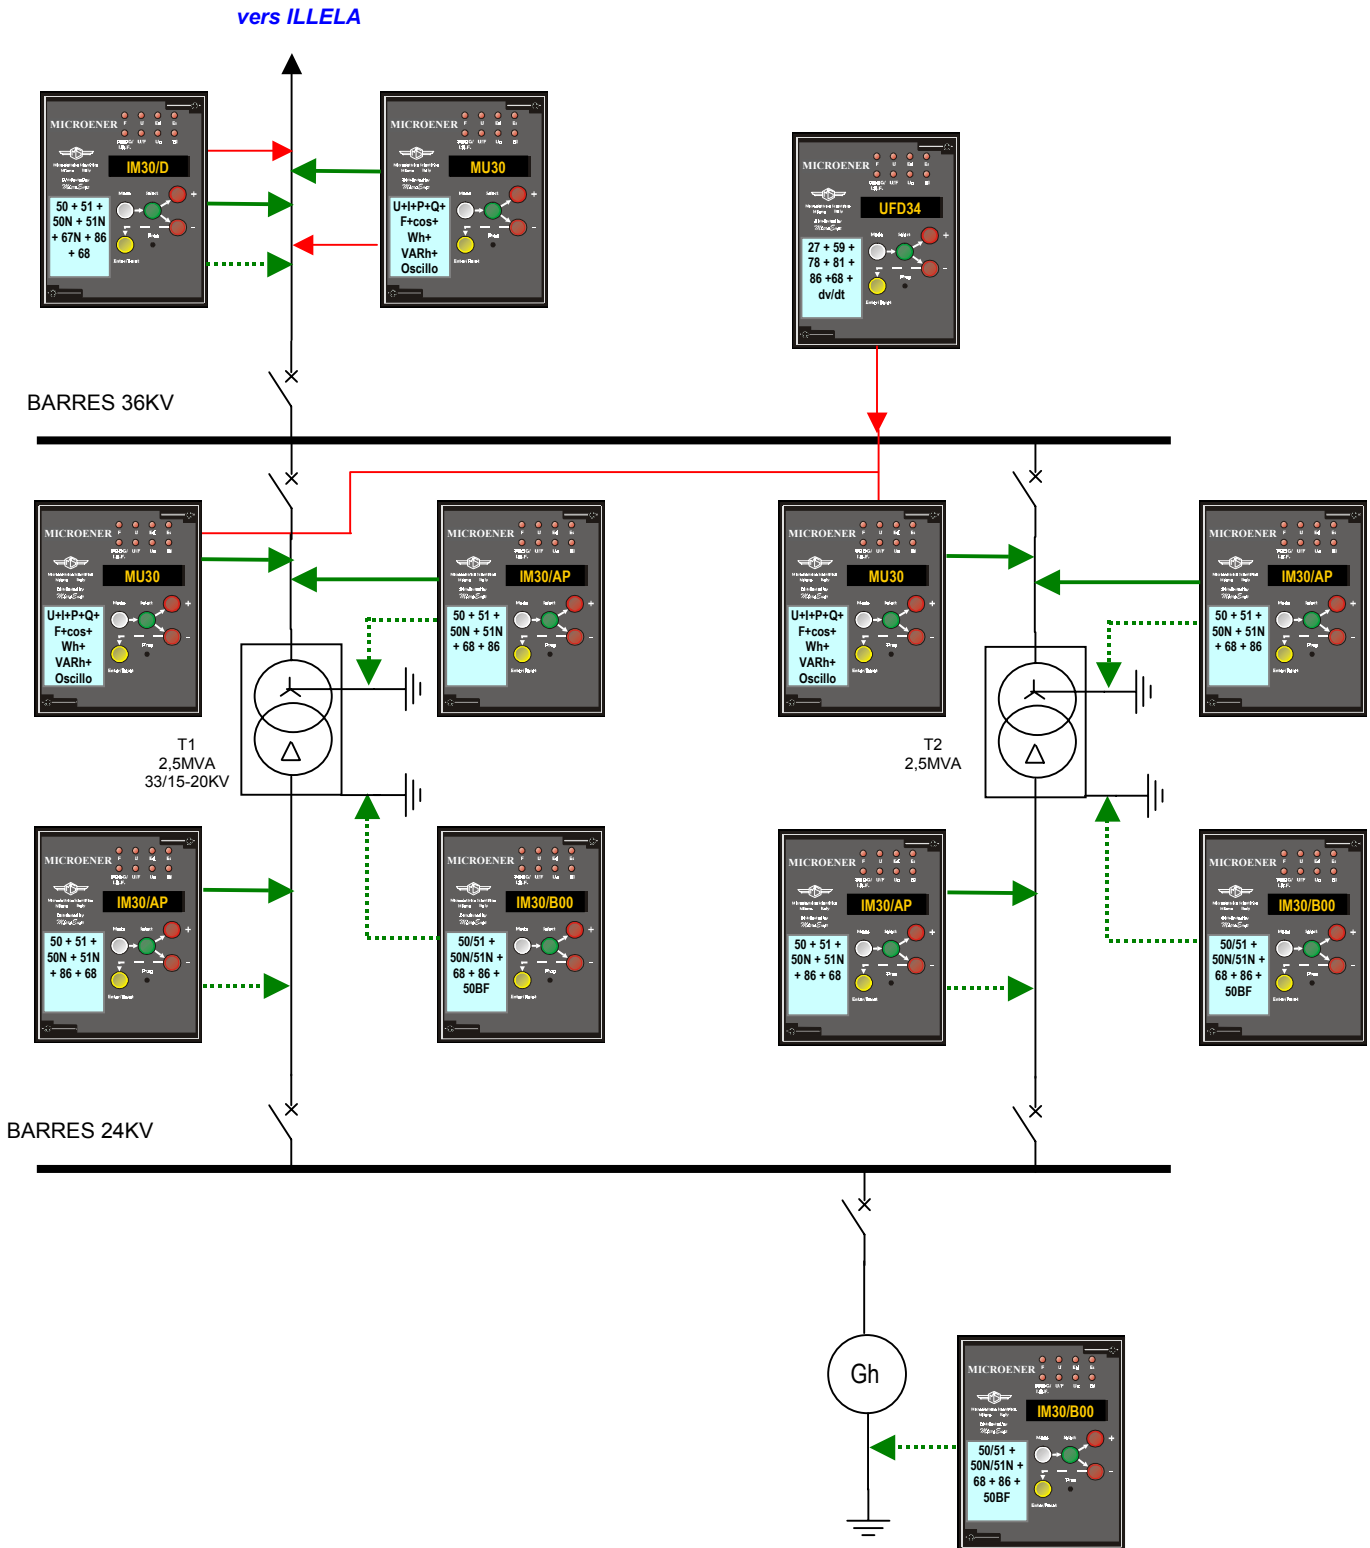 vers ILLELA
MICROENER
IM30/D
50 + 51 +
50N + 51N
+ 67N + 86
+ 68
MICROENER
MU30
U+I+P+Q+
F+cos+
Wh+
VARh+
Oscillo
MICROENER
UFD34
27 + 59 +
78 + 81 +
86 +68 +
dv/dt
BARRES 36KV
MICROENER
MU30
U+I+P+Q+
F+cos+
Wh+
VARh+
Oscillo
MICROENER
IM30/AP
50 + 51 +
50N + 51N
+ 68 + 86
MICROENER
MU30
U+I+P+Q+
F+cos+
Wh+
VARh+
Oscillo
MICROENER
IM30/AP
50 + 51 +
50N + 51N
+ 68 + 86
T1
2,5MVA
33/15-20KV
T2
2,5MVA
MICROENER
IM30/AP
50 + 51 +
50N + 51N
+ 86 + 68
MICROENER
IM30/B00
50/51 +
50N/51N +
68 + 86 +
50BF
MICROENER
IM30/AP
50 + 51 +
50N + 51N
+ 86 + 68
MICROENER
IM30/B00
50/51 +
50N/51N +
68 + 86 +
50BF
BARRES 24KV
Gh
MICROENER
IM30/B00
50/51 +
50N/51N +
68 + 86 +
50BF